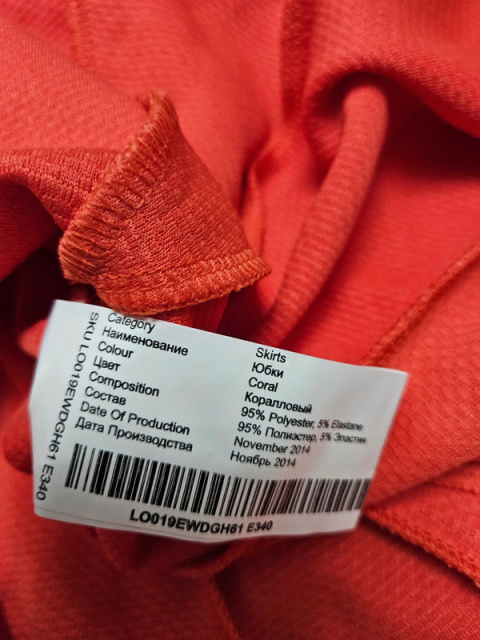 SKU LO019EWDGH61 E340
Category Skirts
Наименование Юбки
Colour Coral
Цвет Коралловый
Composition 95% Polyester, 5% Elastane
Состав 95% Полиэстер, 5% Эластин
Date Of Production November 2014
Дата Производства Ноябрь 2014
LO019EWDGH61 E340